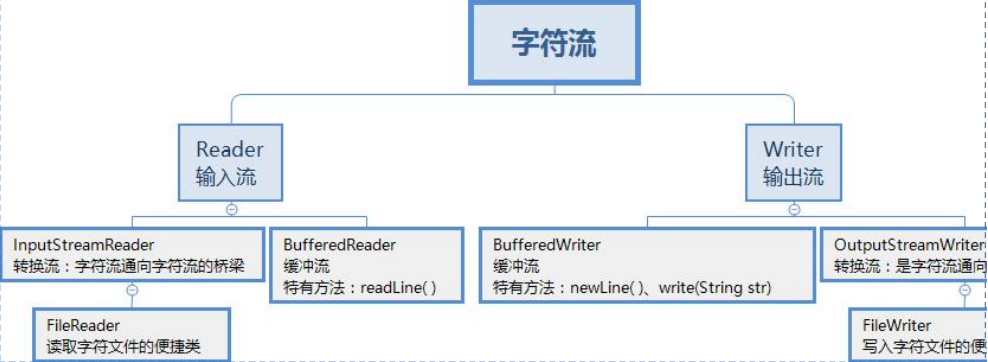 字符流
Reader
输入流
Writer
输出流
InputStreamReader
转换流：字符流通向字符流的桥梁
BufferedReader
缓冲流
特有方法：readLine( )
BufferedWriter
缓冲流
特有方法：newLine( )、write(String str)
OutputStreamWriter
转换流：是字符流通向
FileReader
读取字符文件的便捷类
FileWriter
写入字符文件的便